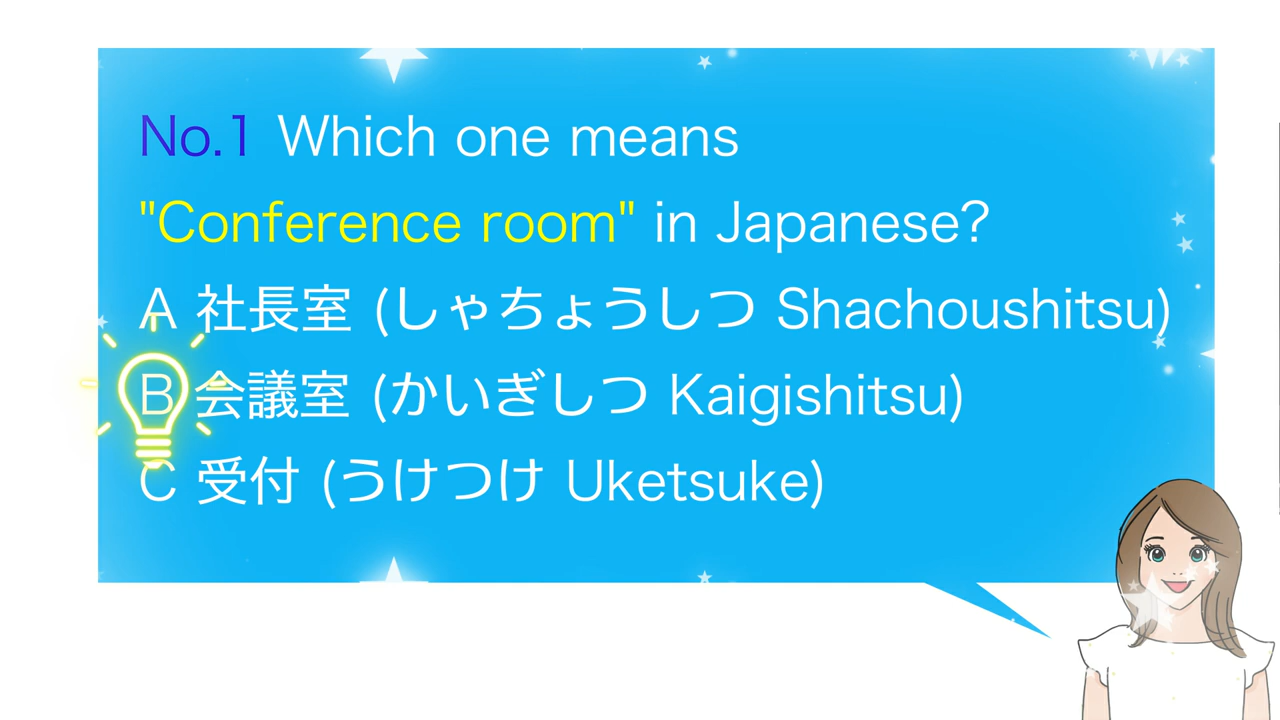 No.1 Which one means
"Conference room" in Japanese?
A 社長室 (しゃちょうしつ Shachoushitsu)
B 会議室 (かいぎしつ Kaigishitsu)
C 受付 (うけつけ Uketsuke)